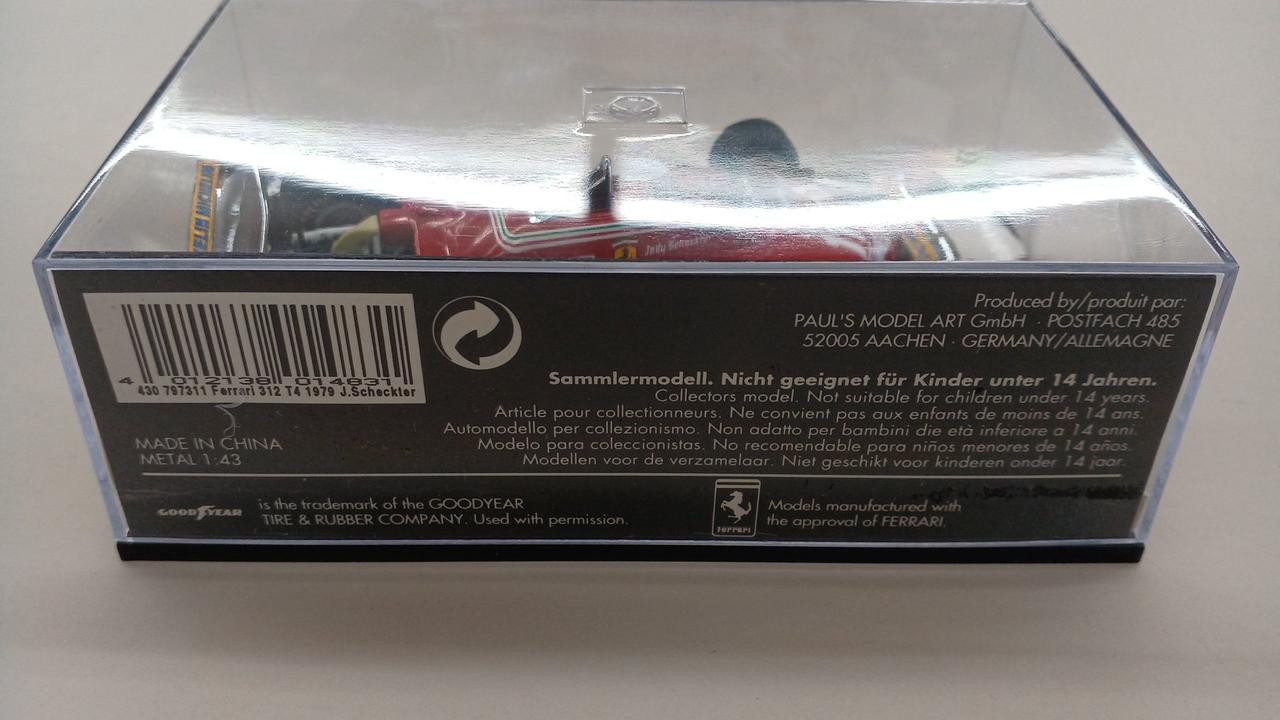 MICHELIN
Jody Scheckter
4 012138 014831
430 797311 Ferrari 312 T4 1979 J.Scheckter
MADE IN CHINA
METAL 1:43
Produced by/produit par:
PAUL'S MODEL ART GmbH · POSTFACH 485
52005 AACHEN · GERMANY/ALLEMAGNE
Sammlermodell. Nicht geeignet für Kinder unter 14 Jahren.
Collectors model. Not suitable for children under 14 years.
Article pour collectionneurs. Ne convient pas aux enfants de moins de 14 ans.
Automodello per collezionismo. Non adatto per bambini die età inferiore a 14 anni.
Modelo para coleccionistas. No recomendable para niños menores de 14 años.
Modellen voor de verzamelaar. Niet geschikt voor kinderen onder 14 jaar.
GOODYEAR
is the trademark of the GOODYEAR
TIRE & RUBBER COMPANY. Used with permission.
Ferrari
Models manufactured with
the approval of FERRARI.